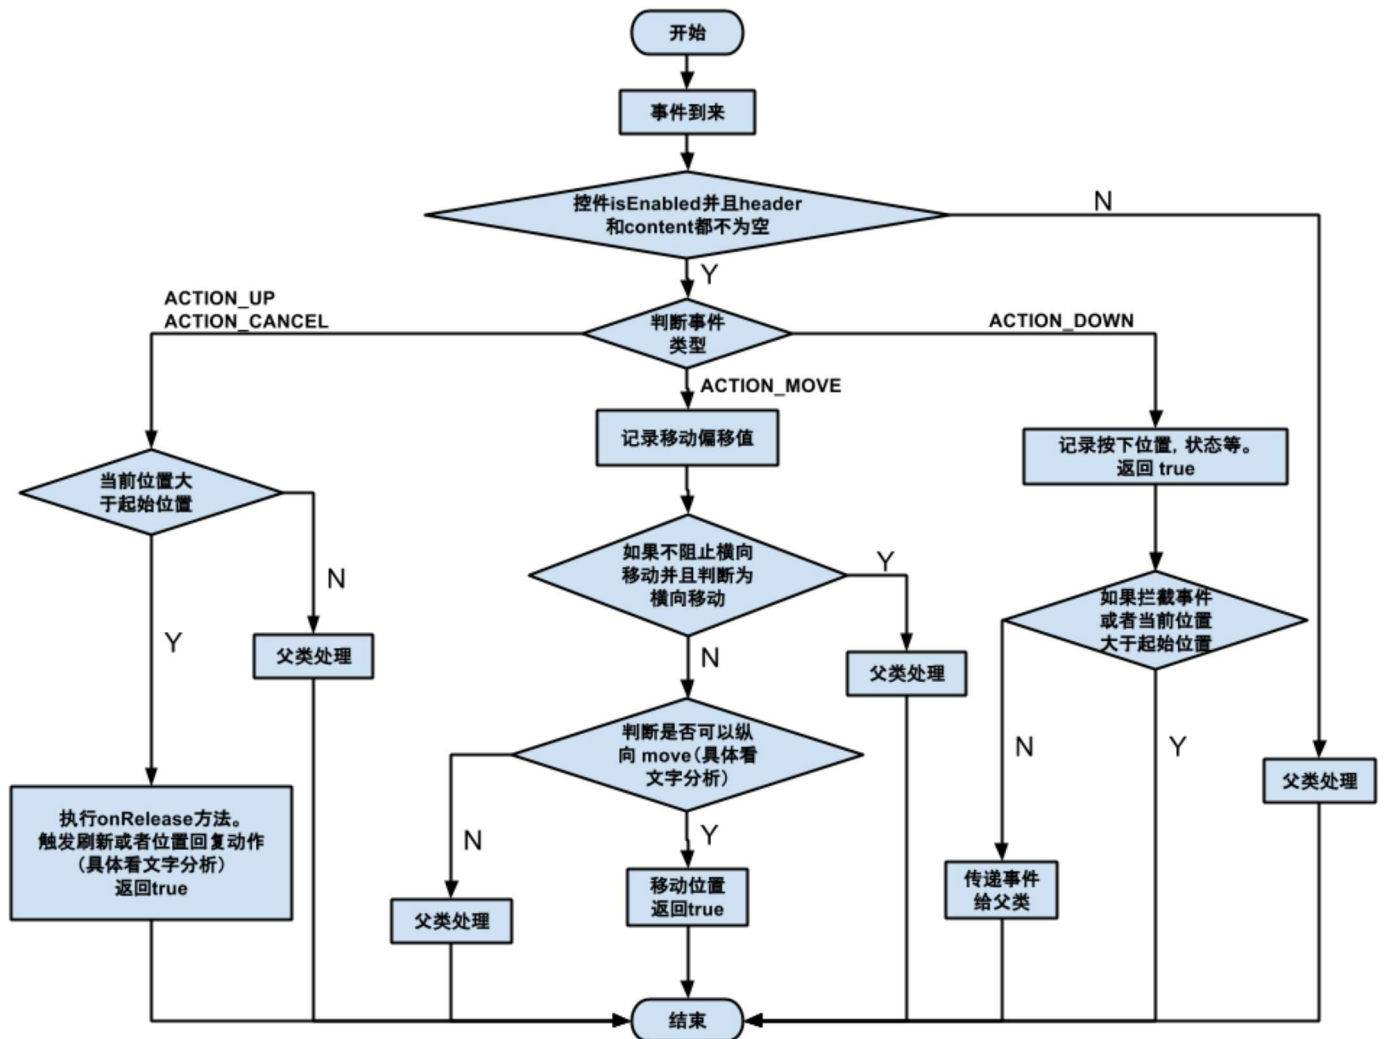 开始
事件到来
控件isEnabled并且header
和content都不为空
N
Y
ACTION_UP
ACTION_CANCEL
判断事件
类型
ACTION_DOWN
ACTION_MOVE
记录移动偏移值
记录按下位置, 状态等。
返回 true
当前位置大
于起始位置
如果不阻止横向
移动并且判断为
横向移动
Y
N
如果拦截事件
或者当前位置
大于起始位置
Y
父类处理
N
父类处理
判断是否可以纵
向 move(具体看
文字分析)
N
Y
父类处理
执行onRelease方法。
触发刷新或者位置回复动作
(具体看文字分析)
返回true
N
Y
移动位置
返回true
传递事件
给父类
父类处理
结束